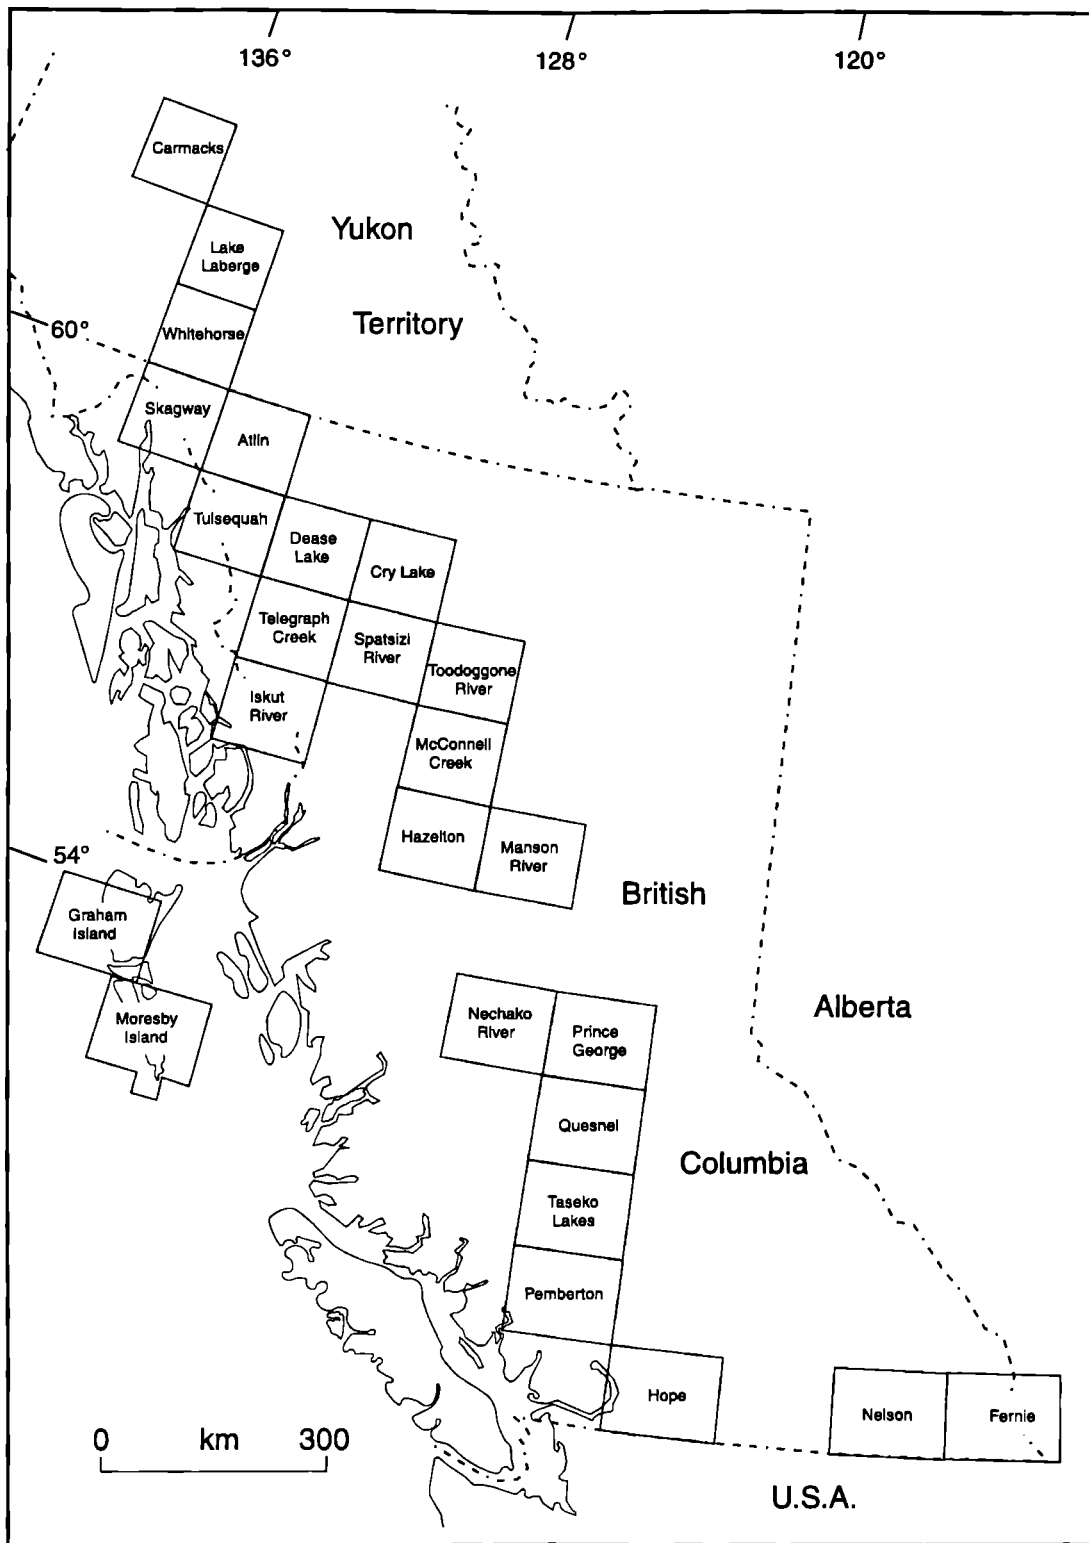 136°
128°
120°
Carmacks
Yukon
Lake
Laberge
Territory
60°
Whitehorse
Skagway
Atlin
Tulsequah
Dease
Lake
Cry Lake
Telegraph
Creek
Spatsizi
River
Toodoggone
River
Iskut
River
McConnell
Creek
Hazelton
Manson
River
54°
British
Graham
Island
Moresby
Island
Nechako
River
Prince
George
Alberta
Quesnel
Columbia
Taseko
Lakes
Pemberton
Hope
Nelson
Fernie
0 km 300
U.S.A.